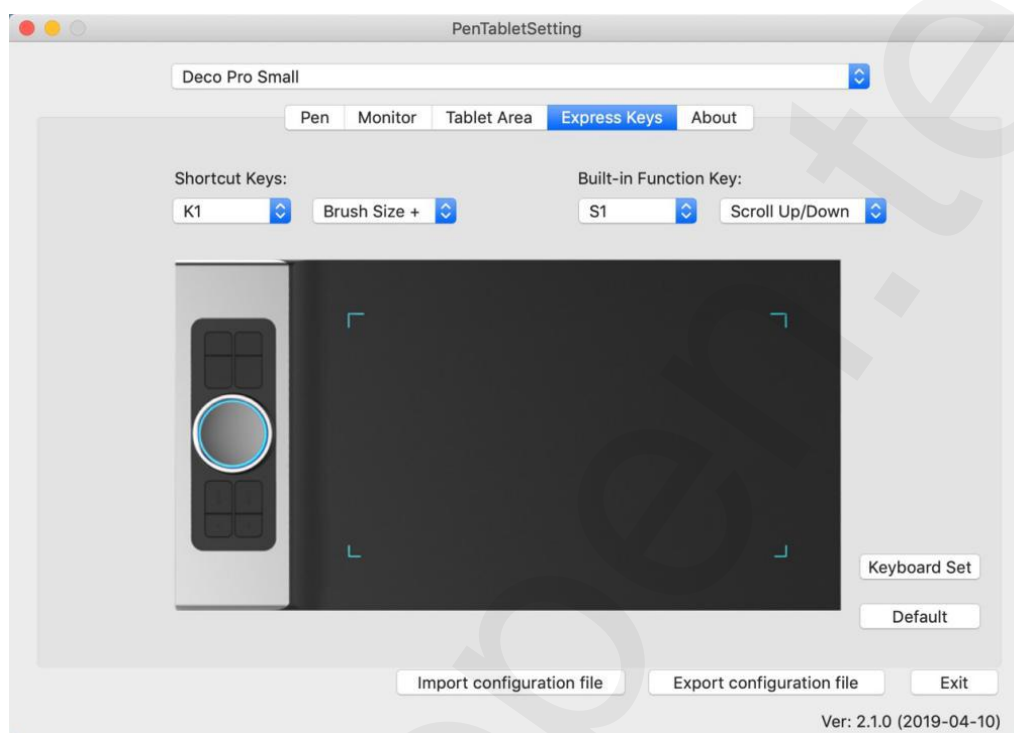 PenTabletSetting
Deco Pro Small
Pen Monitor Tablet Area Express Keys About
Shortcut Keys: Built-in Function Key:
K1 Brush Size + S1 Scroll Up/Down
Keyboard Set
Default
Import configuration file Export configuration file Exit
Ver: 2.1.0 (2019-04-10)